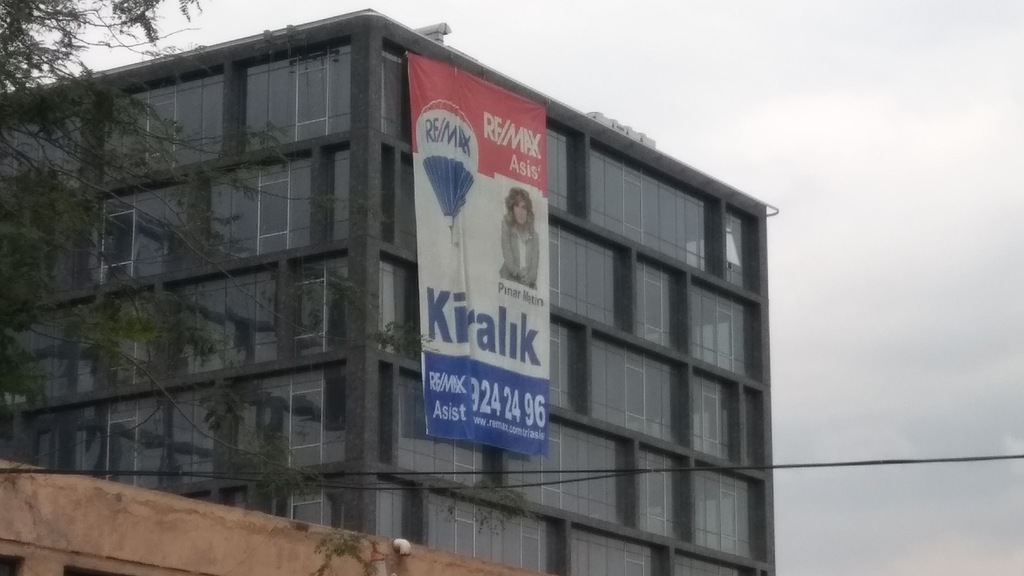 RE/MAX
RE/MAX
Asist
Pınar Metin
Kiralık
RE/MAX
Asist
924 24 96
www.remax.com.tr/asist